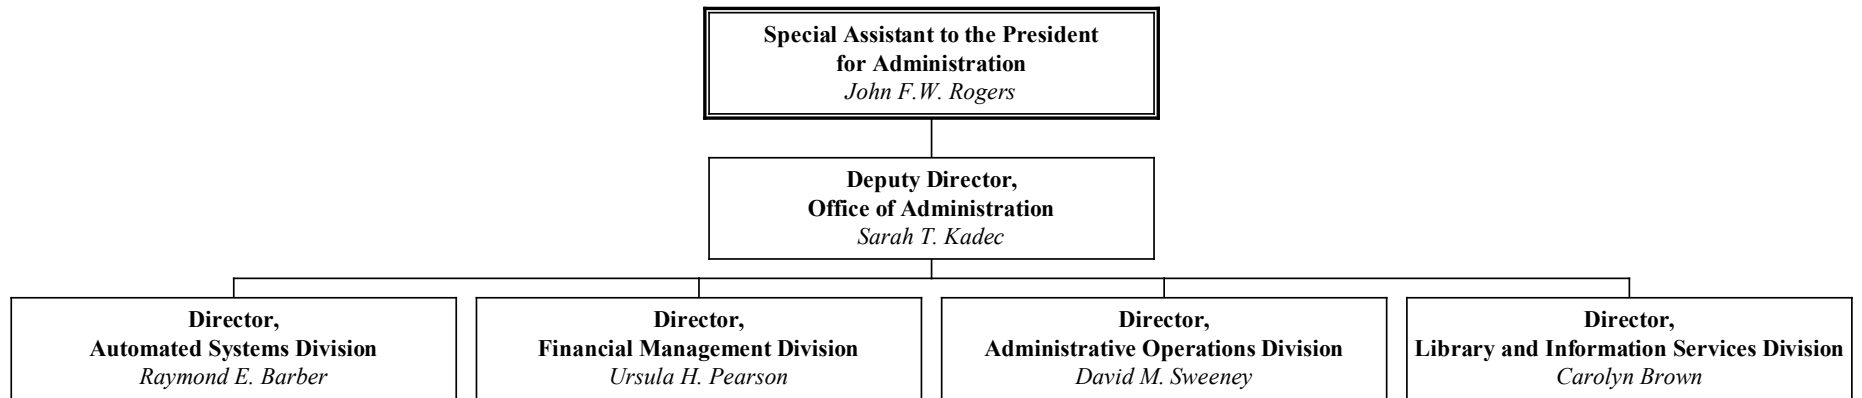 Special Assistant to the President
for Administration
John F.W. Rogers
Deputy Director,
Office of Administration
Sarah T. Kadec
Director,
Automated Systems Division
Raymond E. Barber
Director,
Financial Management Division
Ursula H. Pearson
Director,
Administrative Operations Division
David M. Sweeney
Director,
Library and Information Services Division
Carolyn Brown